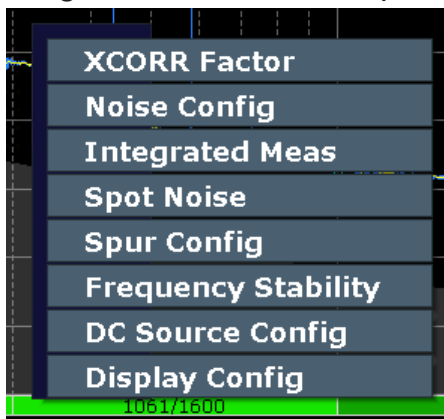 XCORR Factor
Noise Config
Integrated Meas
Spot Noise
Spur Config
Frequency Stability
DC Source Config
Display Config
1061/1600